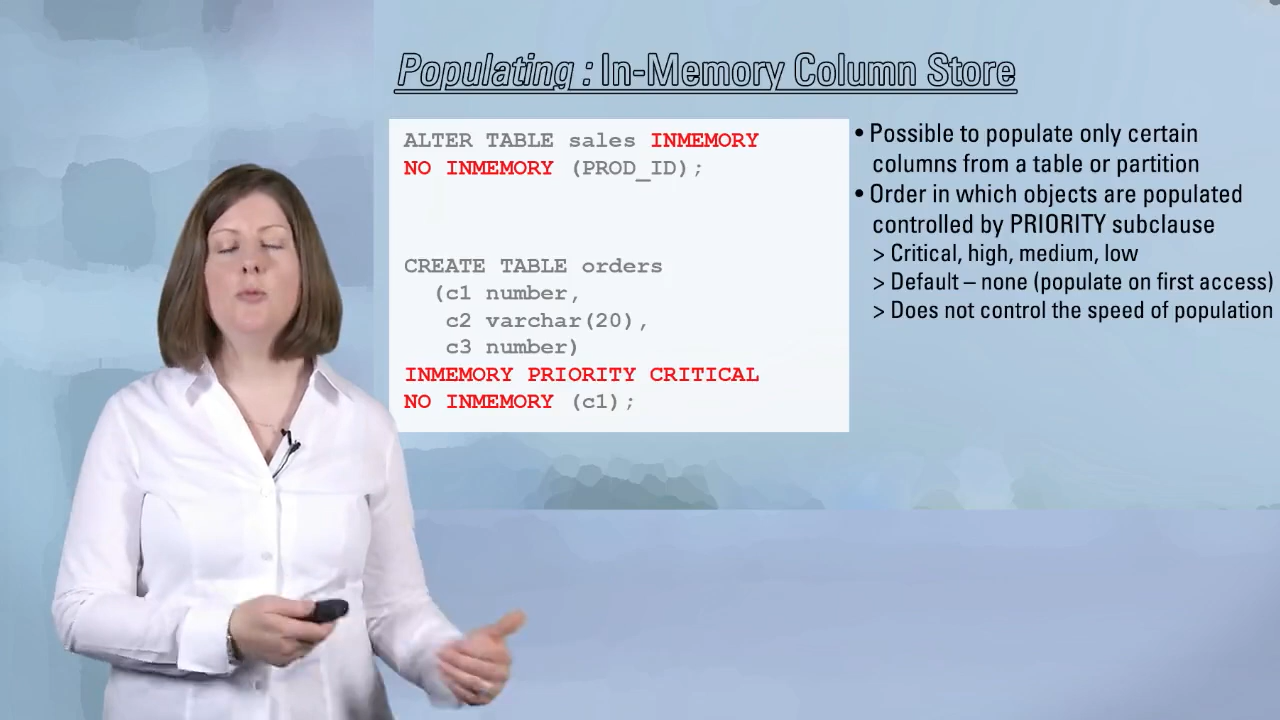 Populating : In-Memory Column Store
ALTER TABLE sales INMEMORY
NO INMEMORY (PROD_ID);
CREATE TABLE orders
(c1 number,
c2 varchar(20),
c3 number)
INMEMORY PRIORITY CRITICAL
NO INMEMORY (c1);
• Possible to populate only certain
columns from a table or partition
• Order in which objects are populated
controlled by PRIORITY subclause
> Critical, high, medium, low
> Default – none (populate on first access)
> Does not control the speed of population